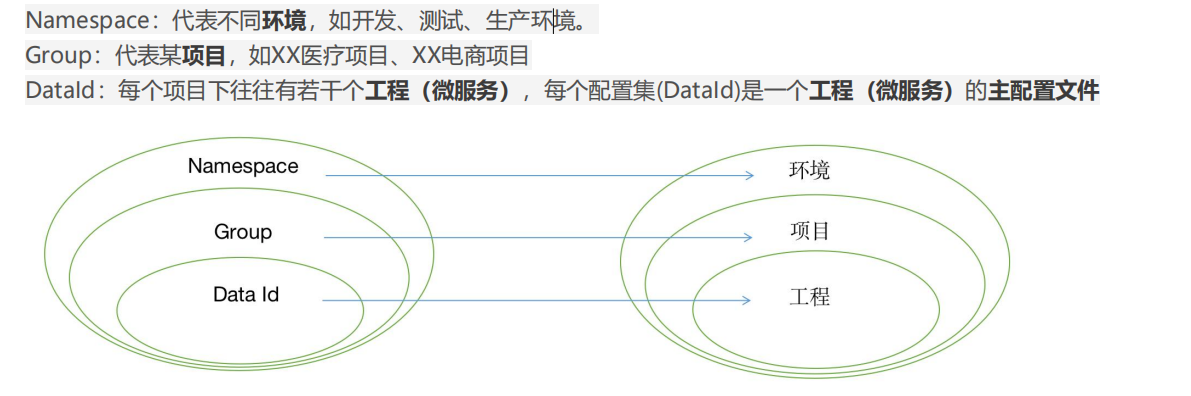 Namespace：代表不同环境，如开发、测试、生产环境。
Group：代表某项目，如XX医疗项目、XX电商项目
DataId：每个项目下往往有若干个工程（微服务），每个配置集(DataId)是一个工程（微服务）的主配置文件
Namespace 环境
Group 项目
Data Id 工程